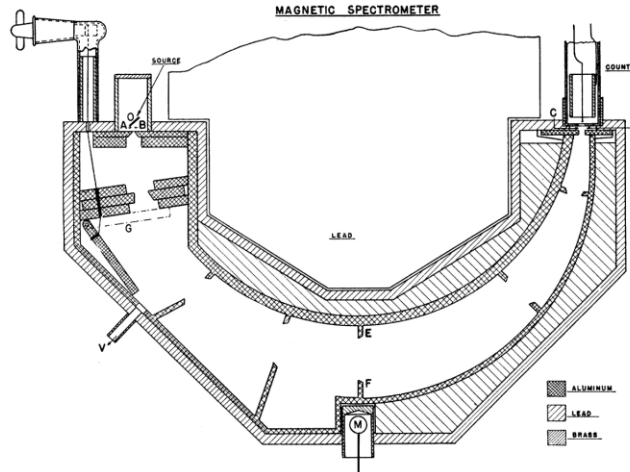 MAGNETIC SPECTROMETER
SOURCE
O
A B
COUNT
C
G
LEAD
V
E
F
M
ALUMINUM
LEAD
BRASS